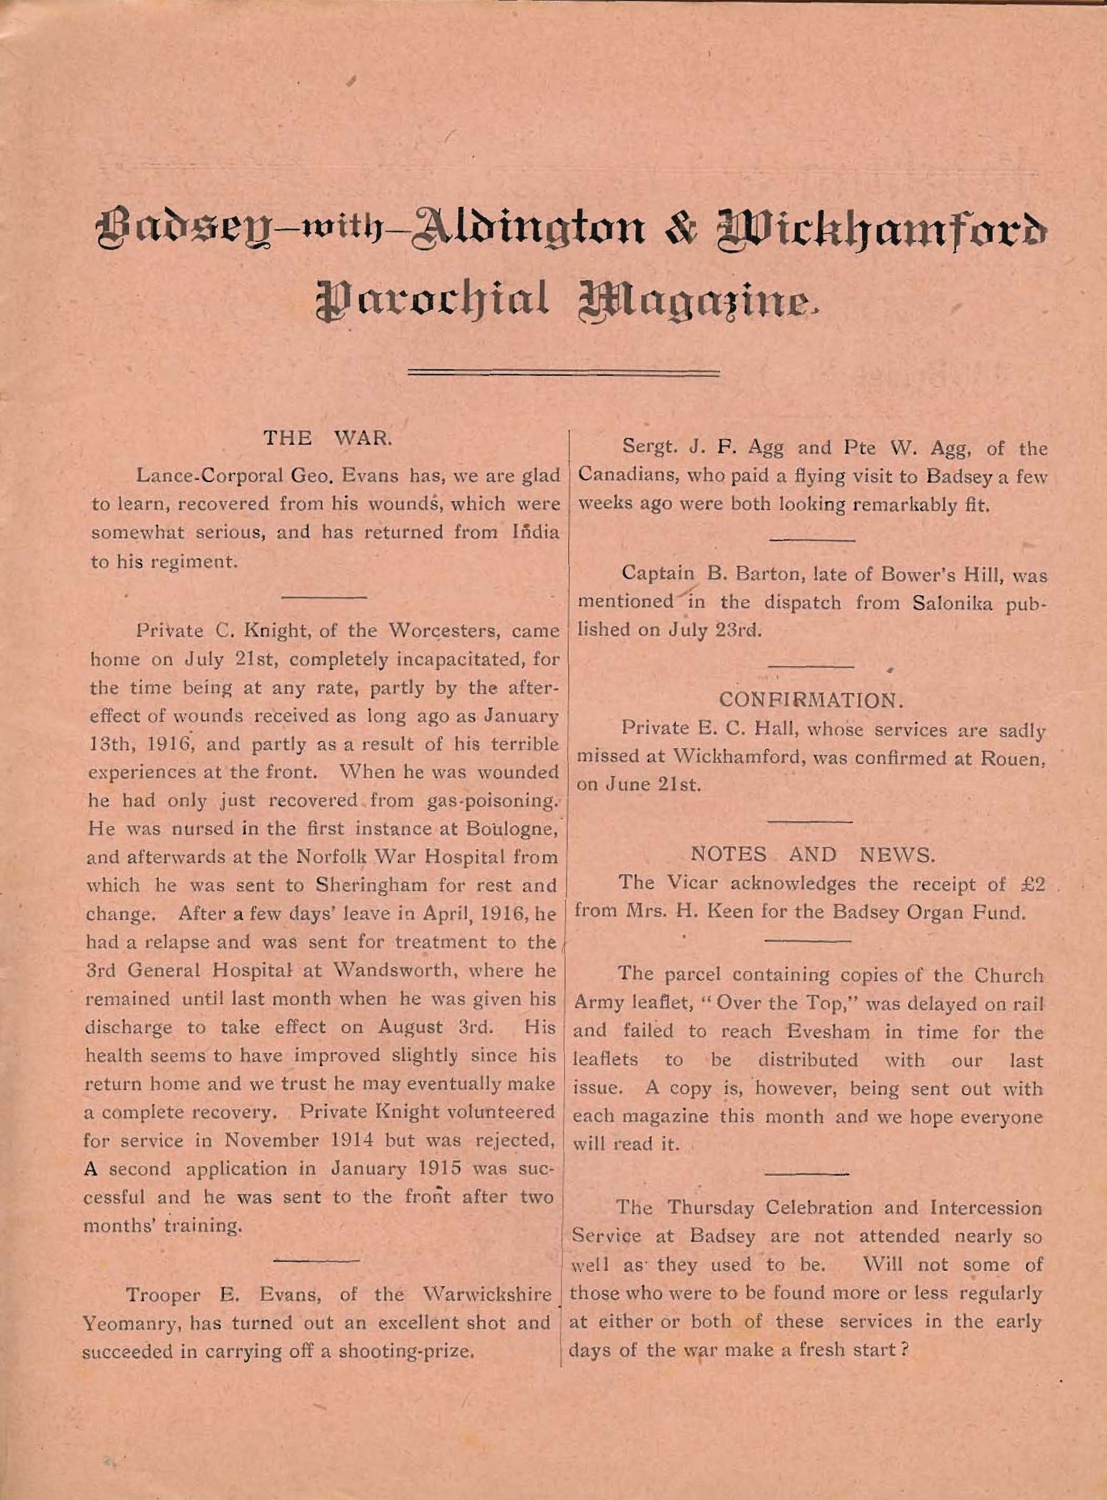 Badsey-with-Aldington & Wickhamford
Parochial Magazine.
THE WAR.
Lance-Corporal Geo. Evans has, we are glad
to learn, recovered from his wounds, which were
somewhat serious, and has returned from India
to his regiment.
Private C. Knight, of the Worcesters, came
home on July 21st, completely incapacitated, for
the time being at any rate, partly by the after-
effect of wounds received as long ago as January
13th, 1916, and partly as a result of his terrible
experiences at the front. When he was wounded
he had only just recovered from gas-poisoning.
He was nursed in the first instance at Boulogne,
and afterwards at the Norfolk War Hospital from
which he was sent to Sheringham for rest and
change. After a few days' leave in April, 1916, he
had a relapse and was sent for treatment to the
3rd General Hospital at Wandsworth, where he
remained until last month when he was given his
discharge to take effect on August 3rd. His
health seems to have improved slightly since his
return home and we trust he may eventually make
a complete recovery. Private Knight volunteered
for service in November 1914 but was rejected,
A second application in January 1915 was suc-
cessful and he was sent to the front after two
months' training.
Trooper E. Evans, of the Warwickshire
Yeomanry, has turned out an excellent shot and
succeeded in carrying off a shooting-prize.
Sergt. J. F. Agg and Pte W. Agg, of the
Canadians, who paid a flying visit to Badsey a few
weeks ago were both looking remarkably fit.
Captain B. Barton, late of Bower's Hill, was
mentioned in the dispatch from Salonika pub-
lished on July 23rd.
CONFIRMATION.
Private E. C. Hall, whose services are sadly
missed at Wickhamford, was confirmed at Rouen,
on June 21st.
NOTES AND NEWS.
The Vicar acknowledges the receipt of £2
from Mrs. H. Keen for the Badsey Organ Fund.
The parcel containing copies of the Church
Army leaflet, "Over the Top," was delayed on rail
and failed to reach Evesham in time for the
leaflets to be distributed with our last
issue. A copy is, however, being sent out with
each magazine this month and we hope everyone
will read it.
The Thursday Celebration and Intercession
Service at Badsey are not attended nearly so
well as they used to be. Will not some of
those who were to be found more or less regularly
at either or both of these services in the early
days of the war make a fresh start?